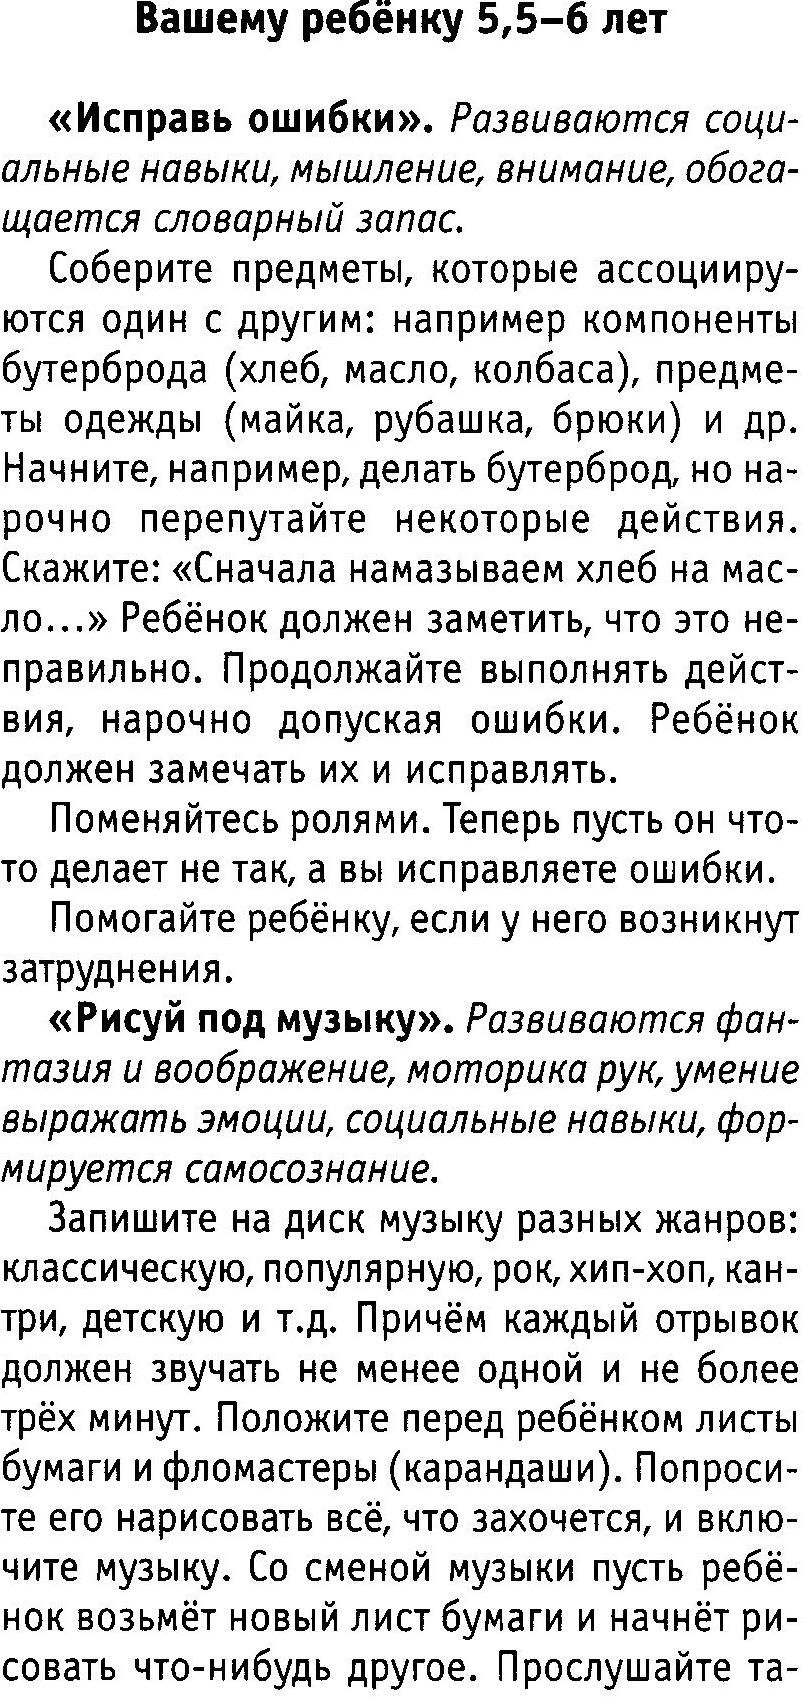 Вашему ребёнку 5,5–6 лет
«Исправь ошибки». Развиваются соци-
альные навыки, мышление, внимание, обога-
щается словарный запас.
Соберите предметы, которые ассоцииру-
ются один с другим: например компоненты
бутерброда (хлеб, масло, колбаса), предме-
ты одежды (майка, рубашка, брюки) и др.
Начните, например, делать бутерброд, но на-
рочно перепутайте некоторые действия.
Скажите: «Сначала намазываем хлеб на мас-
ло...» Ребёнок должен заметить, что это не-
правильно. Продолжайте выполнять дейст-
вия, нарочно допуская ошибки. Ребёнок
должен замечать их и исправлять.
Поменяйтесь ролями. Теперь пусть он что-
то делает не так, а вы исправляете ошибки.
Помогайте ребёнку, если у него возникнут
затруднения.
«Рисуй под музыку». Развиваются фан-
тазия и воображение, моторика рук, умение
выражать эмоции, социальные навыки, фор-
мируется самосознание.
Запишите на диск музыку разных жанров:
классическую, популярную, рок, хип-хоп, кан-
три, детскую и т.д. Причём каждый отрывок
должен звучать не менее одной и не более
трёх минут. Положите перед ребёнком листы
бумаги и фломастеры (карандаши). Попроси-
те его нарисовать всё, что захочется, и вклю-
чите музыку. Со сменой музыки пусть ребё-
нок возьмёт новый лист бумаги и начнёт ри-
совать что-нибудь другое. Прослушайте та-